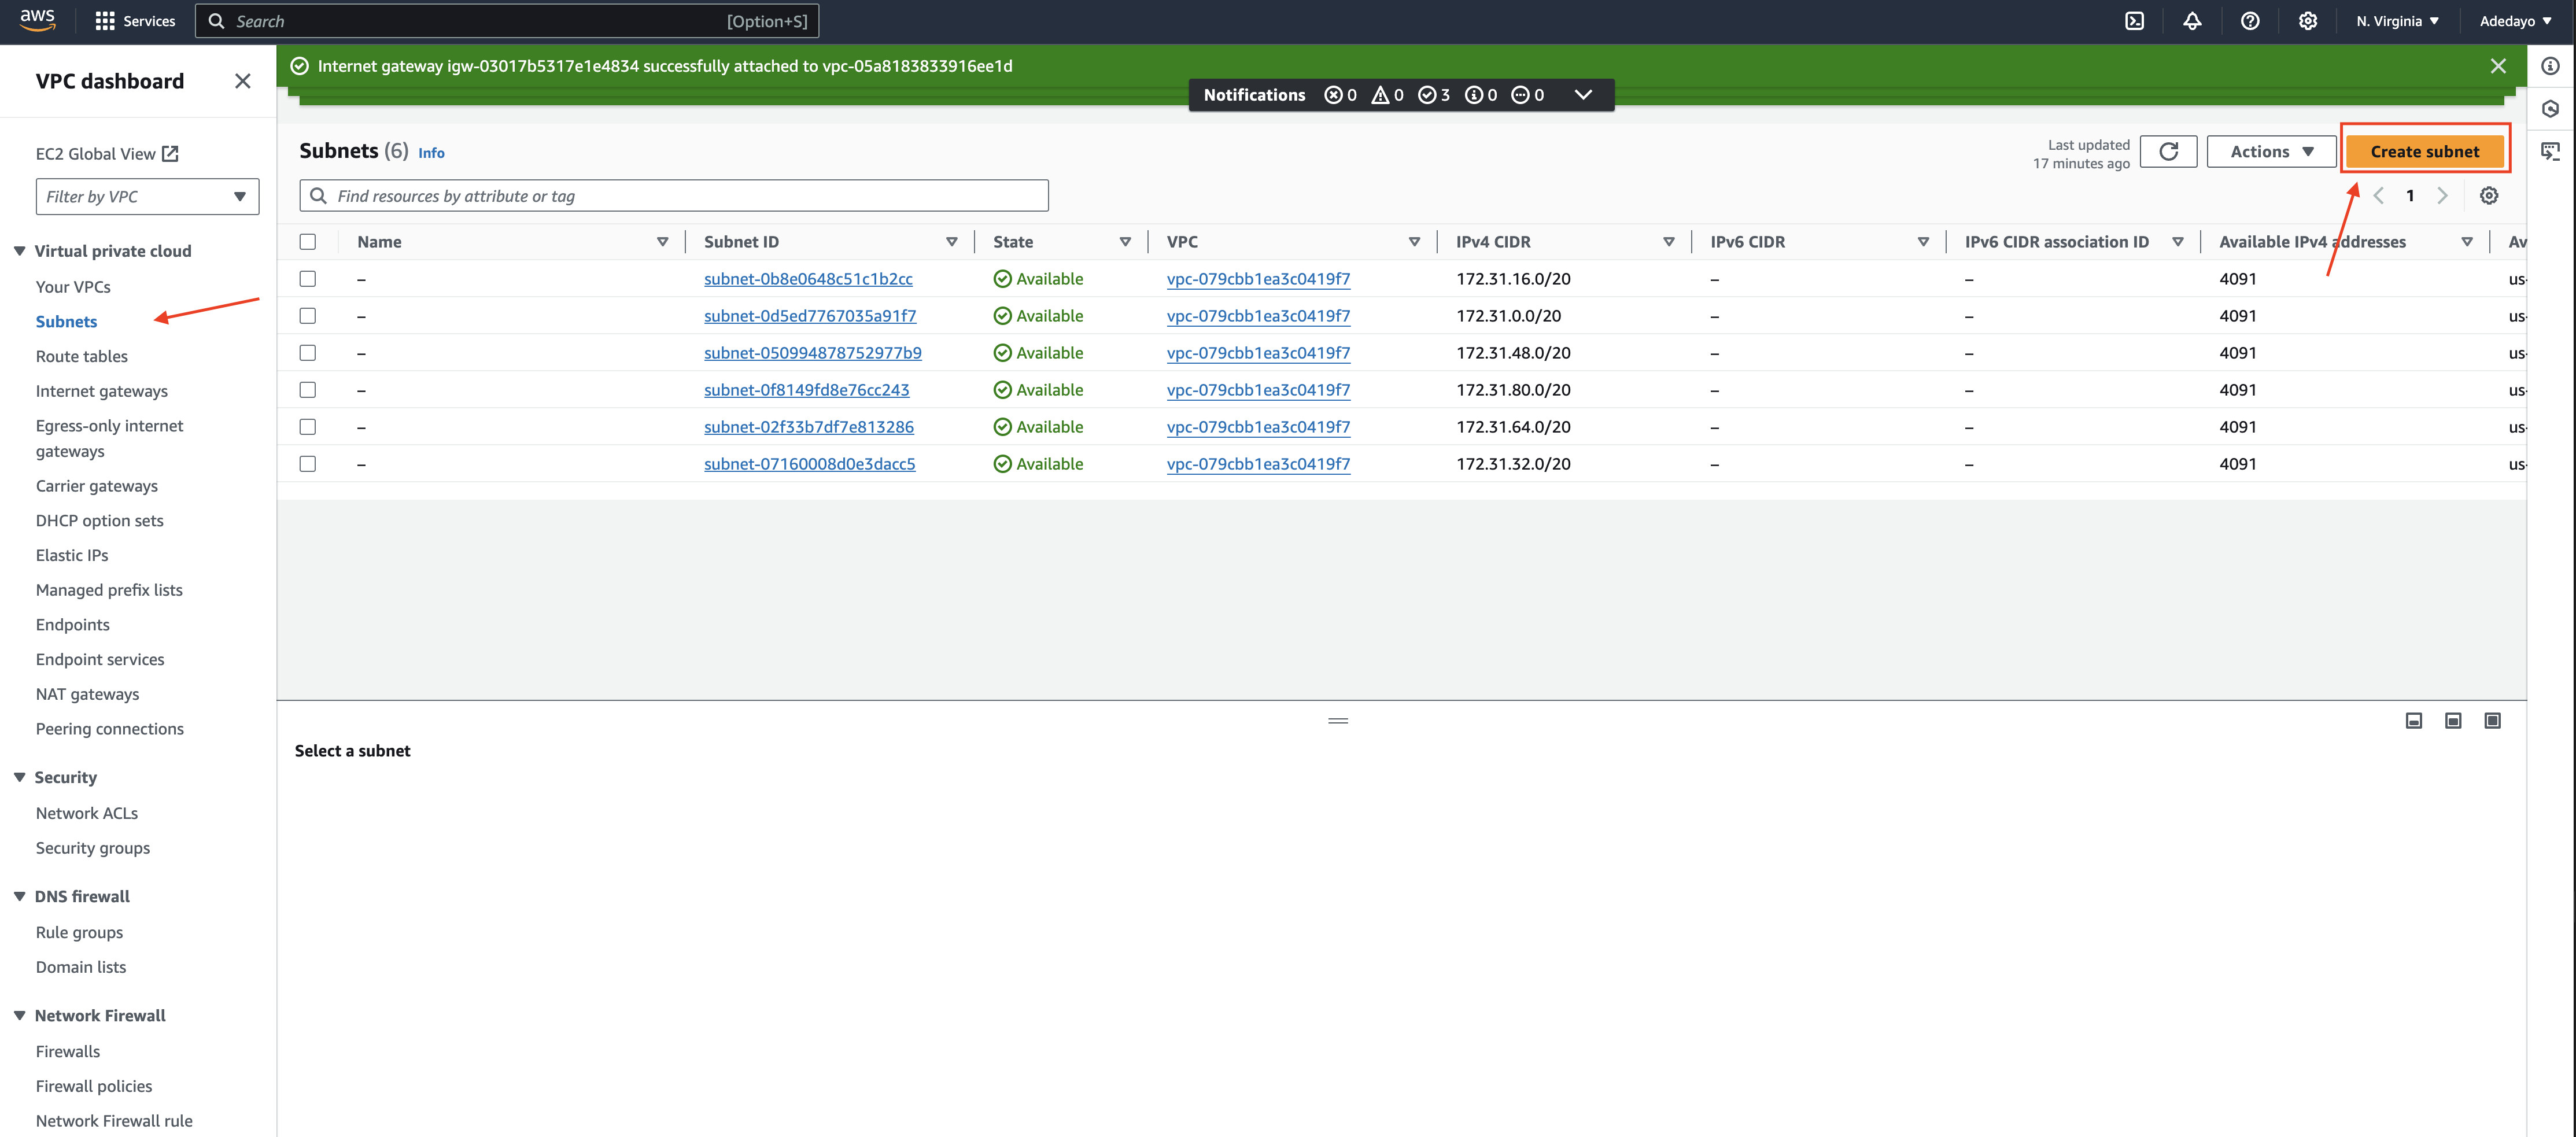 aws
Services
Search
[Option+S]
N. Virginia
Adedayo
VPC dashboard
EC2 Global View
Filter by VPC
Virtual private cloud
Your VPCs
Subnets
Route tables
Internet gateways
Egress-only internet
gateways
Carrier gateways
DHCP option sets
Elastic IPs
Managed prefix lists
Endpoints
Endpoint services
NAT gateways
Peering connections
Security
Network ACLs
Security groups
DNS firewall
Rule groups
Domain lists
Network Firewall
Firewalls
Firewall policies
Network Firewall rule
Internet gateway igw-03017b5317e1e4834 successfully attached to vpc-05a8183833916ee1d
Notifications 0 0 3 0 0
Subnets (6) Info
Last updated
17 minutes ago
Actions
Create subnet
Find resources by attribute or tag
1
Name Subnet ID State VPC IPv4 CIDR IPv6 CIDR IPv6 CIDR association ID Available IPv4 addresses Av
– subnet-0b8e0648c51c1b2cc Available vpc-079cbb1ea3c0419f7 172.31.16.0/20 – – 4091 us-
– subnet-0d5ed7767035a91f7 Available vpc-079cbb1ea3c0419f7 172.31.0.0/20 – – 4091 us-
– subnet-050994878752977b9 Available vpc-079cbb1ea3c0419f7 172.31.48.0/20 – – 4091 us-
– subnet-0f8149fd8e76cc243 Available vpc-079cbb1ea3c0419f7 172.31.80.0/20 – – 4091 us-
– subnet-02f33b7df7e813286 Available vpc-079cbb1ea3c0419f7 172.31.64.0/20 – – 4091 us-
– subnet-07160008d0e3dacc5 Available vpc-079cbb1ea3c0419f7 172.31.32.0/20 – – 4091 us-
Select a subnet